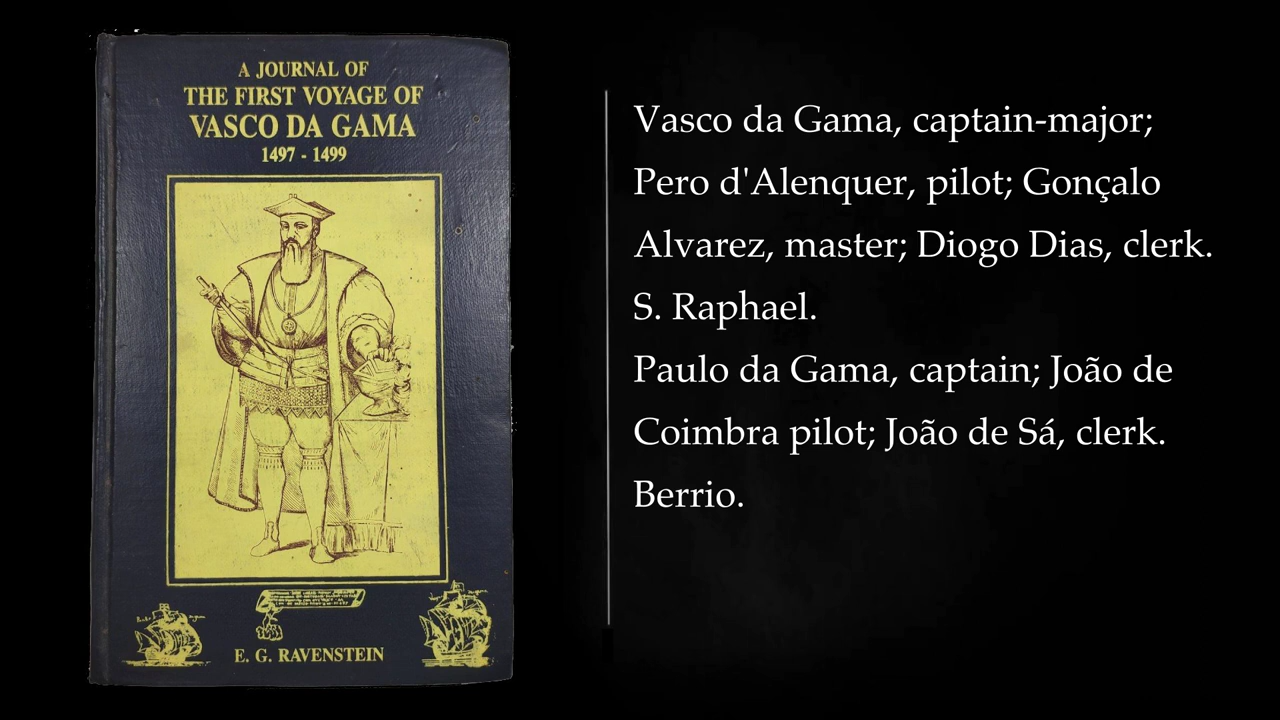 A JOURNAL OF
THE FIRST VOYAGE OF
VASCO DA GAMA
1497 - 1499
E. G. RAVENSTEIN
Vasco da Gama, captain-major;
Pero d'Alenquer, pilot; Gonçalo
Alvarez, master; Diogo Dias, clerk.
S. Raphael.
Paulo da Gama, captain; João de
Coimbra pilot; João de Sá, clerk.
Berrio.